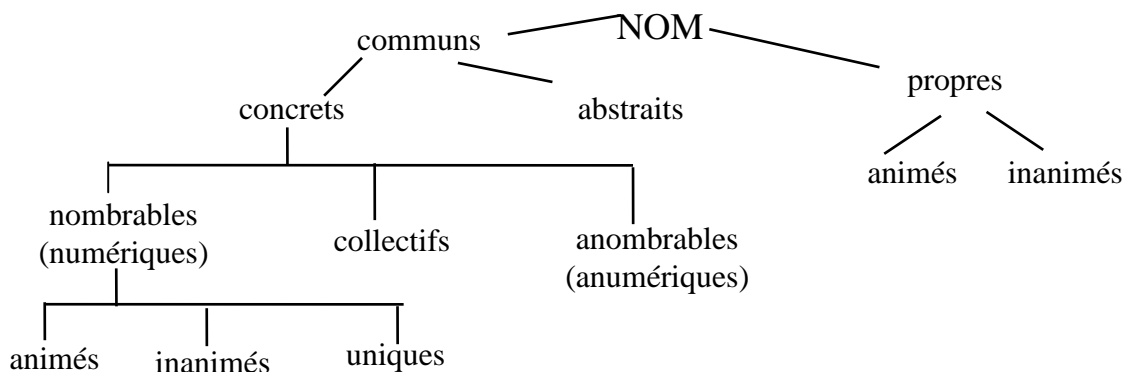 NOM
communs
propres
concrets
abstraits
animés
inanimés
nombrables
(numériques)
collectifs
anombrables
(anumériques)
animés
inanimés
uniques